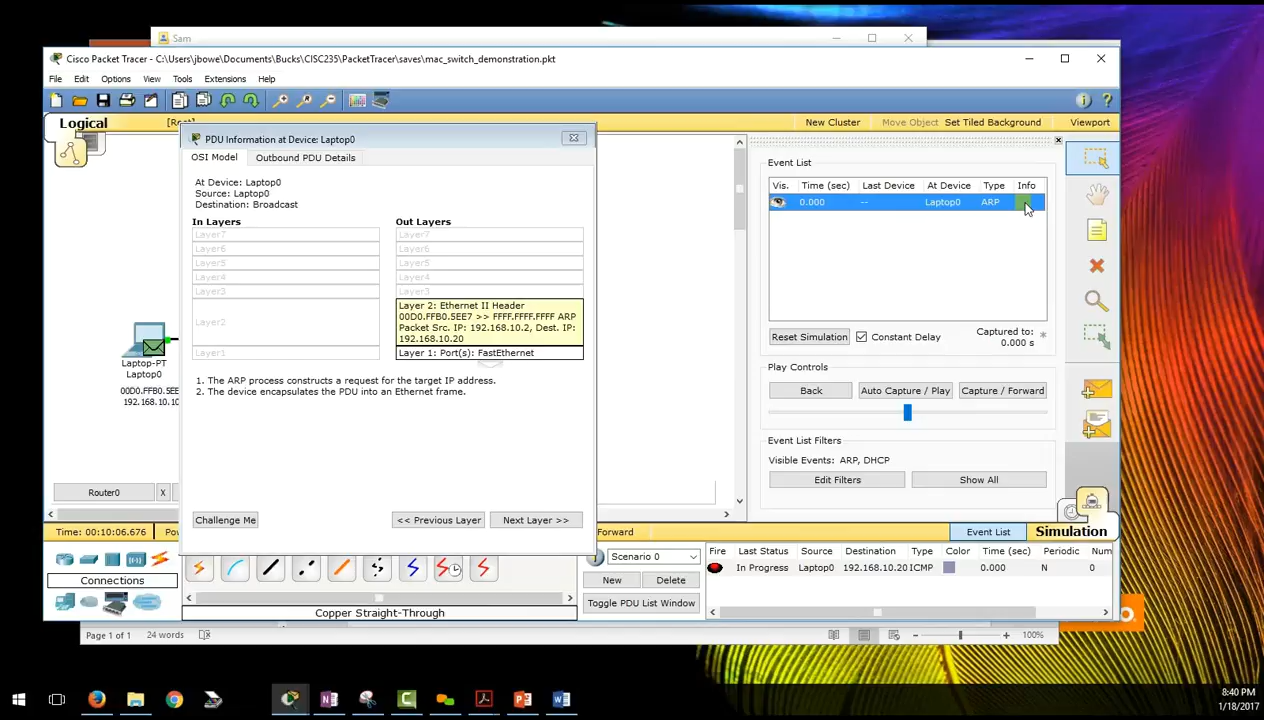 Sam
Cisco Packet Tracer - C:\Users\jbowe\Documents\Bucks\CISC235\PacketTracer\saves\mac_switch_demonstration.pkt
File Edit Options View Tools Extensions Help
Logical
New Cluster Move Object Set Tiled Background Viewport
PDU Information at Device: Laptop0
OSI Model Outbound PDU Details
At Device: Laptop0
Source: Laptop0
Destination: Broadcast
In Layers Out Layers
Layer7 Layer7
Layer6 Layer6
Layer5 Layer5
Layer4 Layer4
Layer3 Layer3
Layer2
Layer 2: Ethernet II Header
00D0.FFB0.5EE7 >> FFFF.FFFF.FFFF ARP
Packet Src. IP: 192.168.10.2, Dest. IP:
192.168.10.20
Layer1 Layer 1: Port(s): FastEthernet
1. The ARP process constructs a request for the target IP address.
2. The device encapsulates the PDU into an Ethernet frame.
Challenge Me << Previous Layer Next Layer >>
Laptop-PT
Laptop0
00D0.FFB0.5EE
192.168.10.10
Router0 X
Event List
Vis. Time (sec) Last Device At Device Type Info
0.000 -- Laptop0 ARP
Reset Simulation Constant Delay Captured to: *
0.000 s
Play Controls
Back Auto Capture / Play Capture / Forward
Event List Filters
Visible Events: ARP, DHCP
Edit Filters Show All
Time: 00:10:06.676 Forward Event List Simulation
Connections
Copper Straight-Through
Scenario 0
New Delete
Toggle PDU List Window
Fire Last Status Source Destination Type Color Time (sec) Periodic Num
In Progress Laptop0 192.168.10.20 ICMP 0.000 N 0
Page 1 of 1 24 words 100%
8:40 PM
1/18/2017